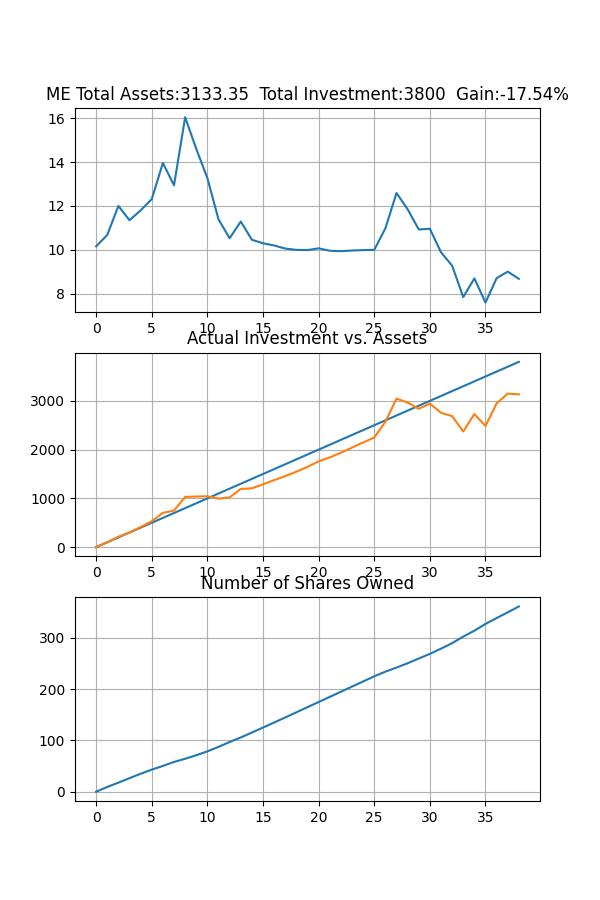 ME Total Assets:3133.35  Total Investment:3800  Gain:-17.54%
16
14
12
10
8
0 5 10 15 20 25 30 35
Actual Investment vs. Assets
3000
2000
1000
0
0 5 10 15 20 25 30 35
Number of Shares Owned
300
200
100
0
0 5 10 15 20 25 30 35